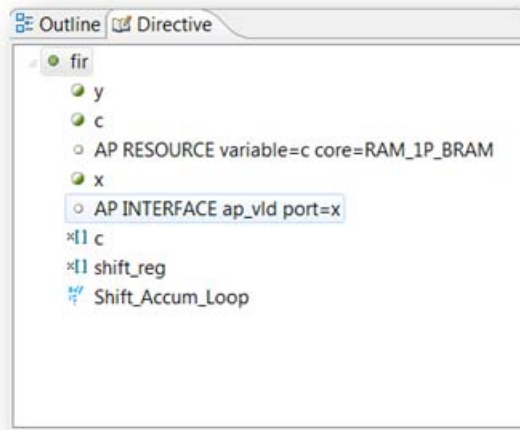 Outline Directive
fir
y
c
AP RESOURCE variable=c core=RAM_1P_BRAM
x
AP INTERFACE ap_vld port=x
×[] c
×[] shift_reg
Shift_Accum_Loop